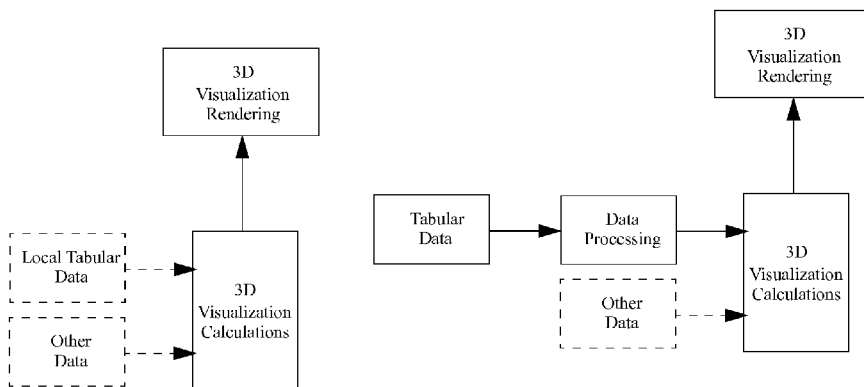 3D
Visualization
Rendering
Local Tabular
Data
Other
Data
3D
Visualization
Calculations
3D
Visualization
Rendering
Tabular
Data
Data
Processing
Other
Data
3D
Visualization
Calculations